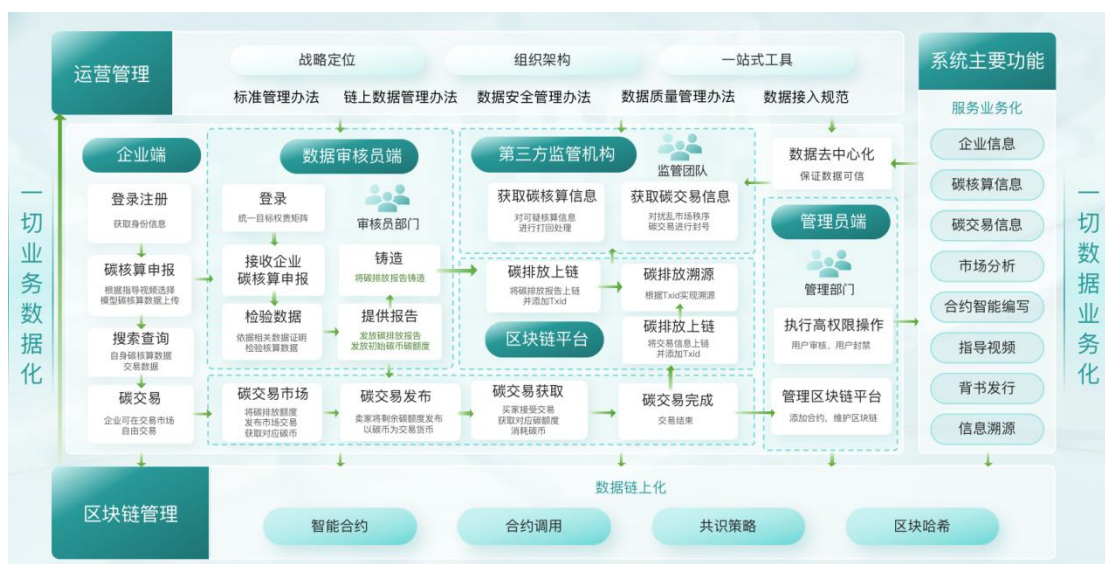 运营管理
战略定位
组织架构
一站式工具
标准管理办法
链上数据管理办法
数据安全管理办法
数据质量管理办法
数据接入规范
系统主要功能
服务业务化
企业信息
碳核算信息
碳交易信息
市场分析
合约智能编写
指导视频
背书发行
信息溯源
一切业务数据化
一切数据业务化
企业端
登录注册
获取身份信息
碳核算申报
根据指导视频选择
模型碳核算数据上传
搜索查询
自身碳核算数据
交易数据
碳交易
企业可在交易市场
自由交易
数据审核员端
登录
统一目标权责矩阵
审核员部门
接收企业
碳核算申报
铸造
将碳排放报告铸造
检验数据
依据相关数据证明
检验核算数据
提供报告
发放碳排放报告
发放初始碳币碳额度
第三方监管机构
监管团队
获取碳核算信息
对可疑核算信息
进行打回处理
获取碳交易信息
对扰乱市场秩序
碳交易进行封号
数据去中心化
保证数据可信
管理员端
管理部门
执行高权限操作
用户审核、用户封禁
管理区块链平台
添加合约，维护区块链
碳排放上链
将碳排放报告上链
并添加Txid
碳排放溯源
根据Txid实现溯源
区块链平台
碳排放上链
将交易信息上链
并添加Txid
碳交易市场
将碳排放额度
发布市场交易
获取对应碳币
碳交易发布
卖家将剩余碳额度发布
以碳币为交易货币
碳交易获取
买家接受交易
获取对应碳额度
消耗碳币
碳交易完成
交易结束
区块链管理
数据链上化
智能合约
合约调用
共识策略
区块哈希